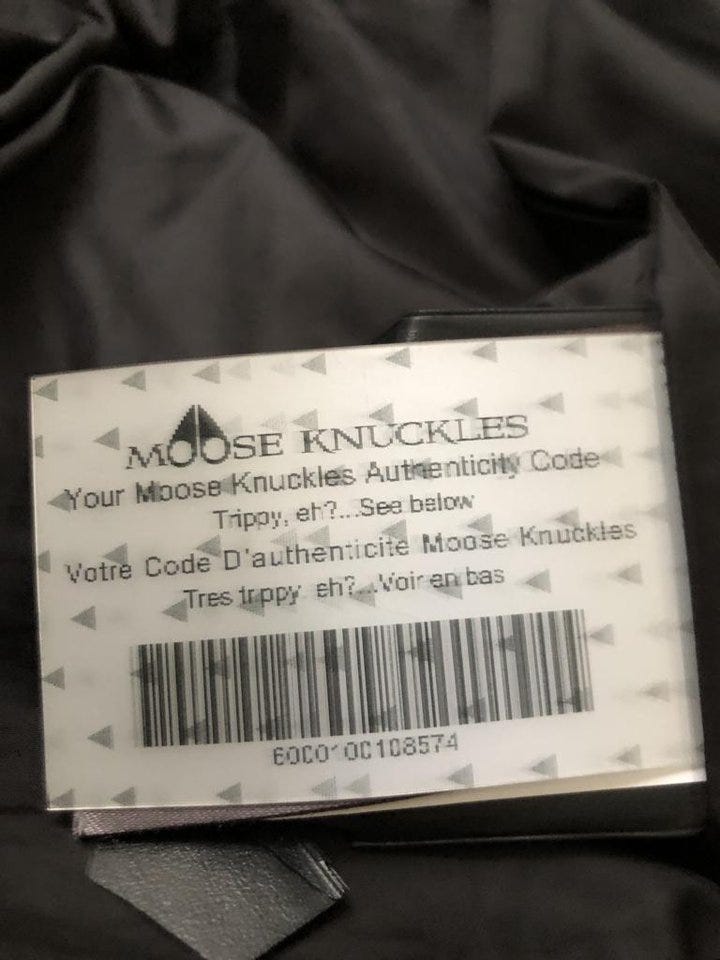 MOOSE KNUCKLES
Your Moose Knuckles Authenticity Code
Trippy, eh?...See below
Votre Code D'authenticite Moose Knuckles
Tres trippy eh?...Voir en bas
6000100108574